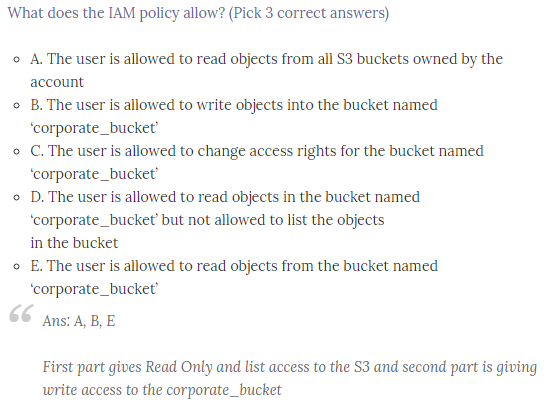 What does the IAM policy allow? (Pick 3 correct answers)
A. The user is allowed to read objects from all S3 buckets owned by the
account
B. The user is allowed to write objects into the bucket named
‘corporate_bucket’
C. The user is allowed to change access rights for the bucket named
‘corporate_bucket’
D. The user is allowed to read objects in the bucket named
‘corporate_bucket’ but not allowed to list the objects
in the bucket
E. The user is allowed to read objects from the bucket named
‘corporate_bucket’
“ Ans: A, B, E
First part gives Read Only and list access to the S3 and second part is giving
write access to the corporate_bucket